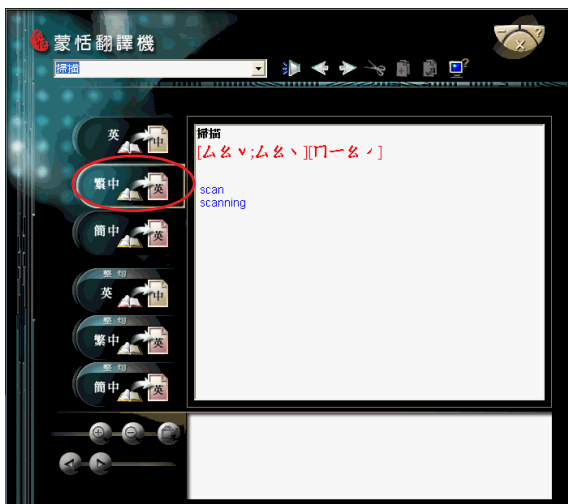 蒙恬翻譯機
掃描
英 中
繁中 英
簡中 英
整句
英 中
整句
繁中 英
整句
簡中 英
掃描
[ㄙㄠˇ;ㄙㄠˋ][ㄇㄧㄠˊ]
scan
scanning